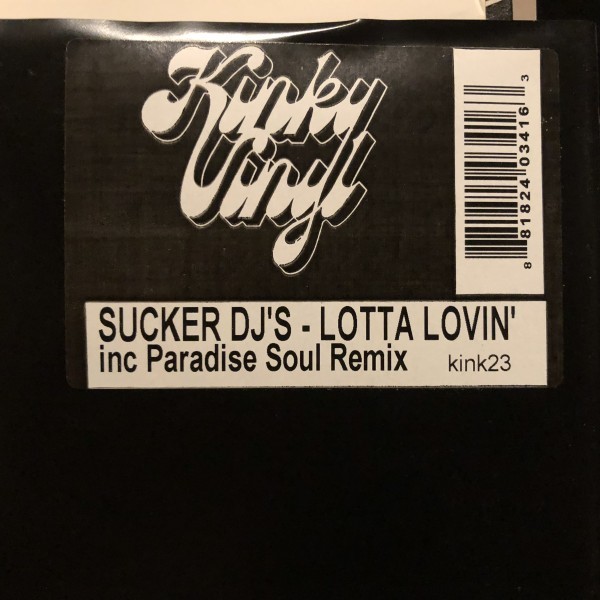 Kinky
Vinyl
8 81824 03416 3
SUCKER DJ'S - LOTTA LOVIN'
inc Paradise Soul Remix kink23